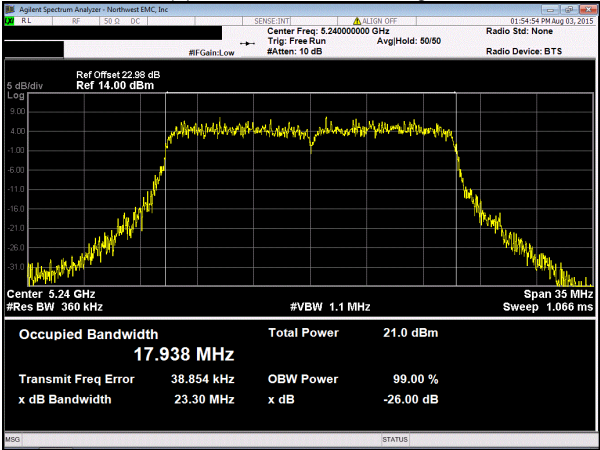 Agilent Spectrum Analyzer - Northwest EMC, Inc
RL RF 50 Ω DC SENSE:INT ALIGN OFF 01:54:54 PM Aug 03, 2015
Center Freq: 5.240000000 GHz Radio Std: None
Trig: Free Run Avg|Hold: 50/50
#IFGain:Low #Atten: 10 dB Radio Device: BTS
Ref Offset 22.98 dB
5 dB/div Ref 14.00 dBm
Log
9.00
4.00
-1.00
-6.00
-11.0
-16.0
-21.0
-26.0
-31.0
Center 5.24 GHz Span 35 MHz
#Res BW 360 kHz #VBW 1.1 MHz Sweep 1.066 ms
Occupied Bandwidth Total Power 21.0 dBm
17.938 MHz
Transmit Freq Error 38.854 kHz OBW Power 99.00 %
x dB Bandwidth 23.30 MHz x dB -26.00 dB
MSG STATUS